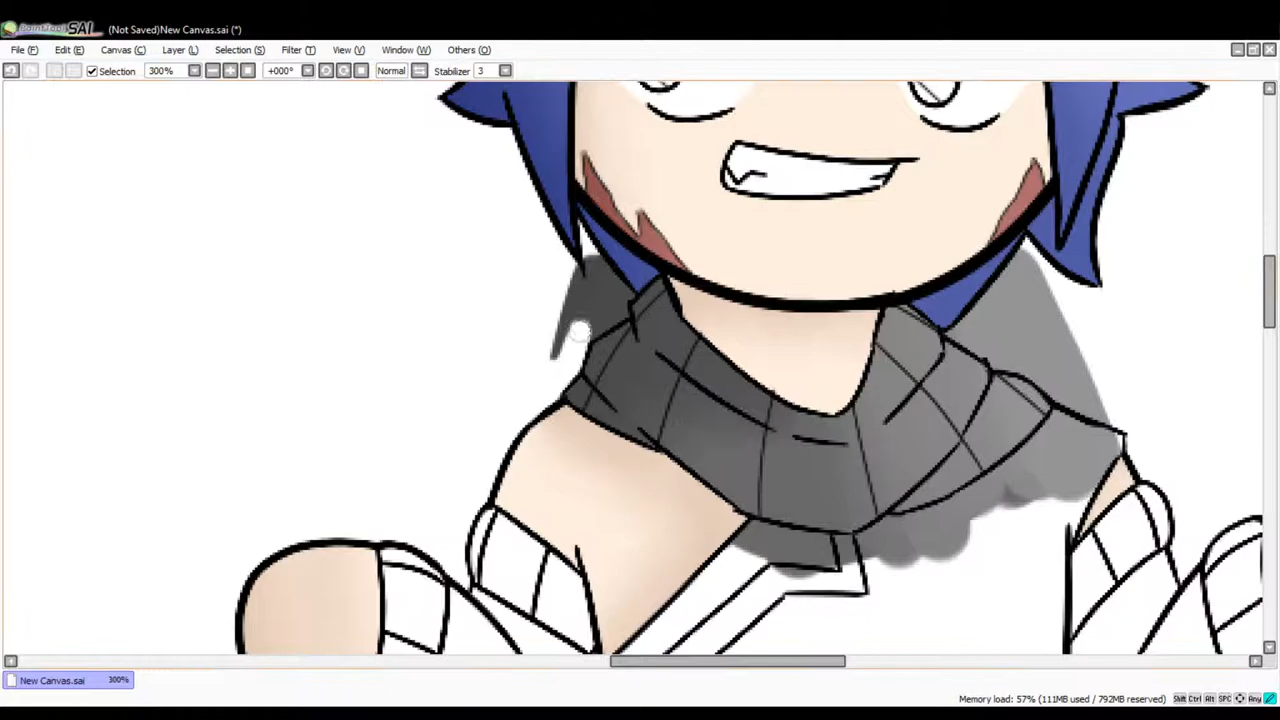 PaintTool SAI (Not Saved)New Canvas.sai (*)
File (F) Edit (E) Canvas (C) Layer (L) Selection (S) Filter (T) View (V) Window (W) Others (O)
Selection 300% +000° Normal Stabilizer 3
New Canvas.sai 300%
Memory load: 57% (111MB used / 792MB reserved) Shift Ctrl Alt SPC Any